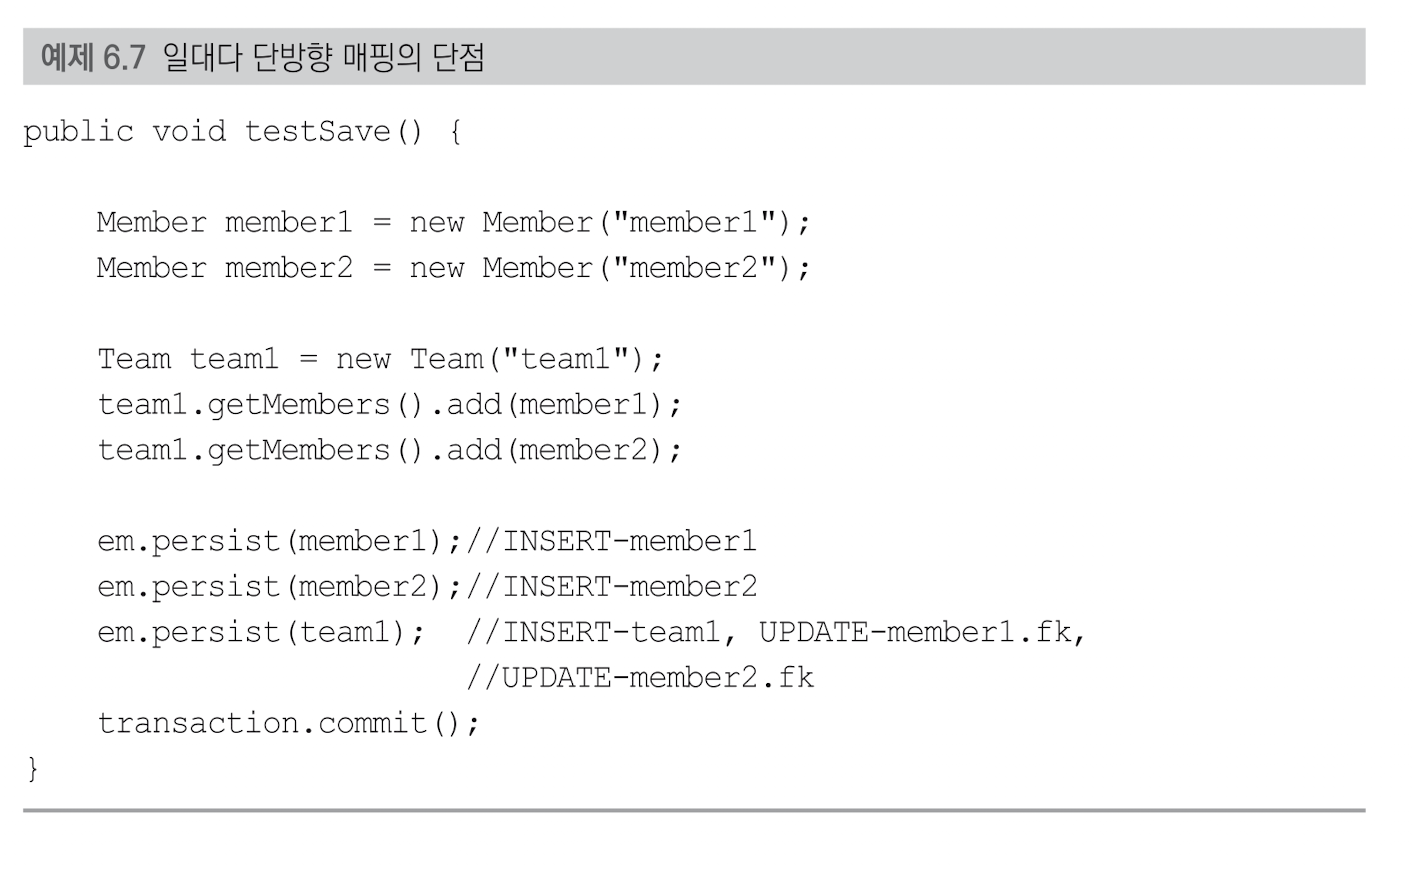 예제 6.7 일대다 단방향 매핑의 단점
public void testSave() {
Member member1 = new Member("member1");
Member member2 = new Member("member2");
Team team1 = new Team("team1");
team1.getMembers().add(member1);
team1.getMembers().add(member2);
em.persist(member1);//INSERT-member1
em.persist(member2);//INSERT-member2
em.persist(team1); //INSERT-team1, UPDATE-member1.fk,
//UPDATE-member2.fk
transaction.commit();
}